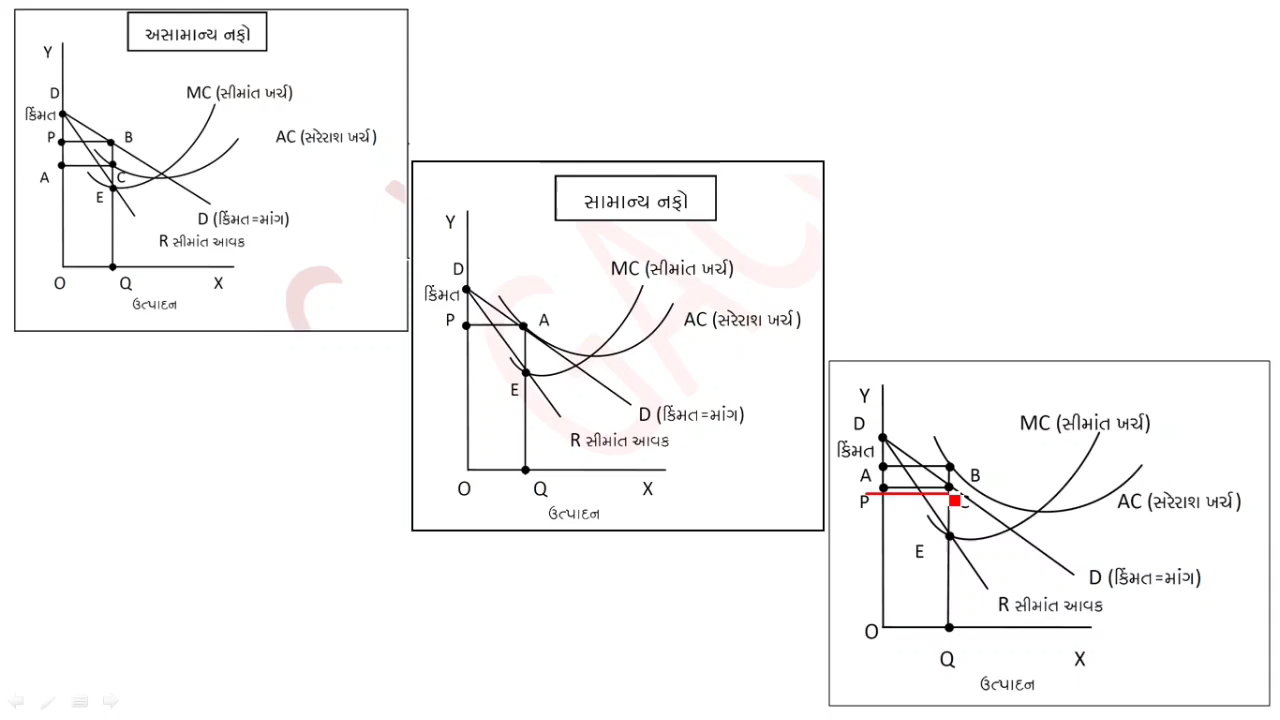 અસામાન્ય નફો
Y
D
કિંમત
P
A
B
C
E
MC (સીમાંત ખર્ચ)
AC (સરેરાશ ખર્ચ)
D (કિંમત=માંગ)
R સીમાંત આવક
O
Q
X
ઉત્પાદન
સામાન્ય નફો
Y
D
કિંમત
P
A
E
MC (સીમાંત ખર્ચ)
AC (સરેરાશ ખર્ચ)
D (કિંમત=માંગ)
R સીમાંત આવક
O
Q
X
ઉત્પાદન
Y
D
કિંમત
A
P
B
E
MC (સીમાંત ખર્ચ)
AC (સરેરાશ ખર્ચ)
D (કિંમત=માંગ)
R સીમાંત આવક
O
Q
X
ઉત્પાદન